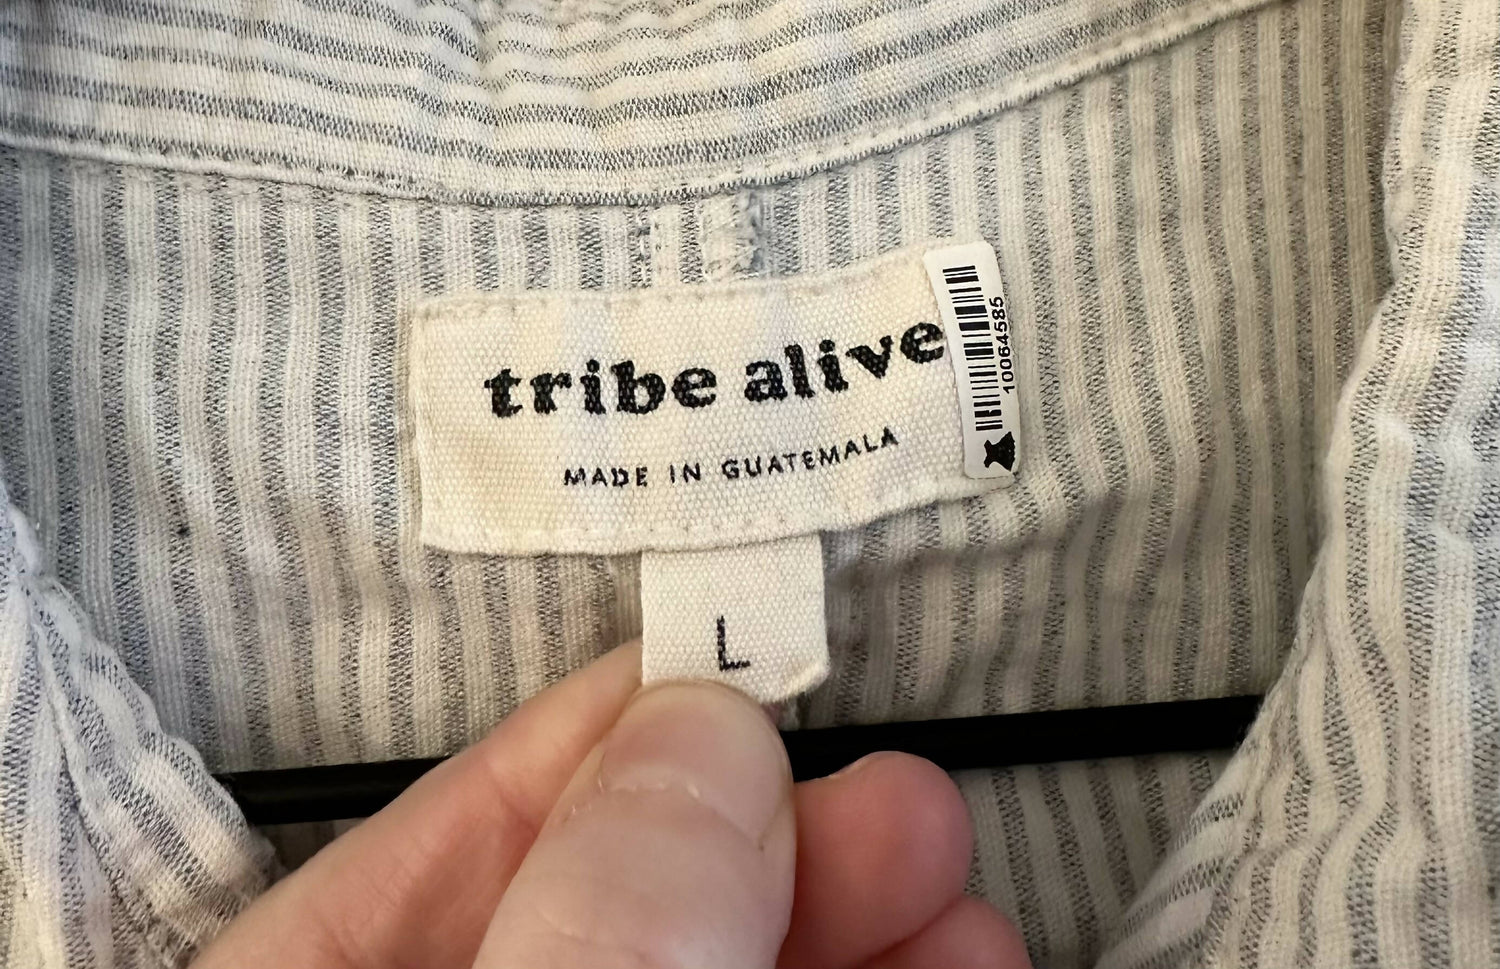 tribe alive
MADE IN GUATEMALA
10064585
L